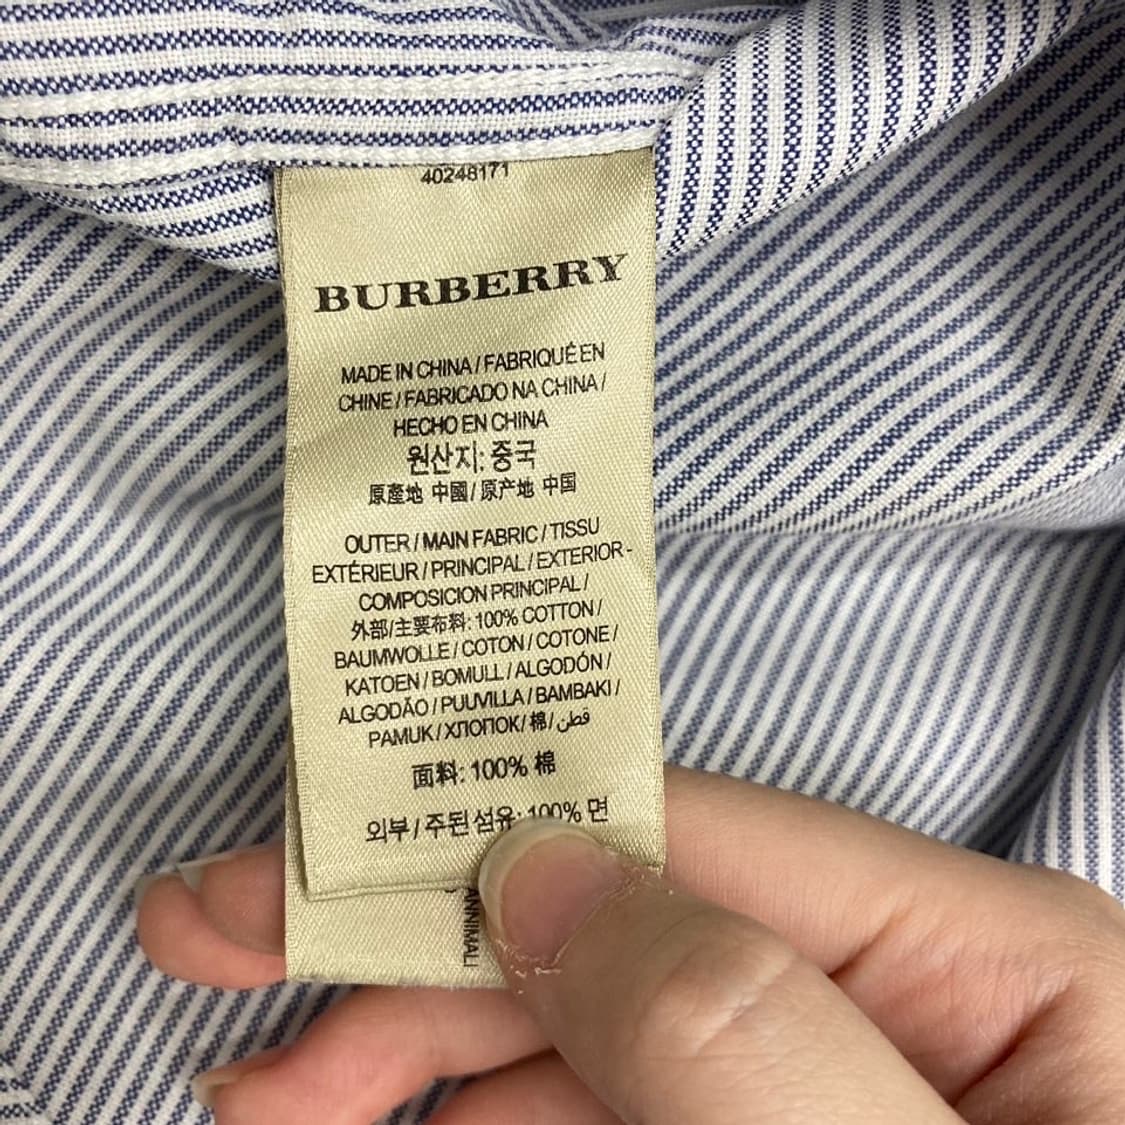 40248171
BURBERRY
MADE IN CHINA / FABRIQUÉ EN
CHINE / FABRICADO NA CHINA /
HECHO EN CHINA
원산지: 중국
原產地 中國 / 原产地 中国
OUTER / MAIN FABRIC / TISSU
EXTÉRIEUR / PRINCIPAL / EXTERIOR -
COMPOSICION PRINCIPAL /
外部/主要布料: 100% COTTON /
BAUMWOLLE / COTON / COTONE /
KATOEN / BOMULL / ALGODÓN /
ALGODÃO / PUUVILLA / BAMBAKI /
PAMUK / ХЛОПОК / 棉 / قطن
面料: 100% 棉
외부 / 주된 섬유: 100% 면
ANNIMALI